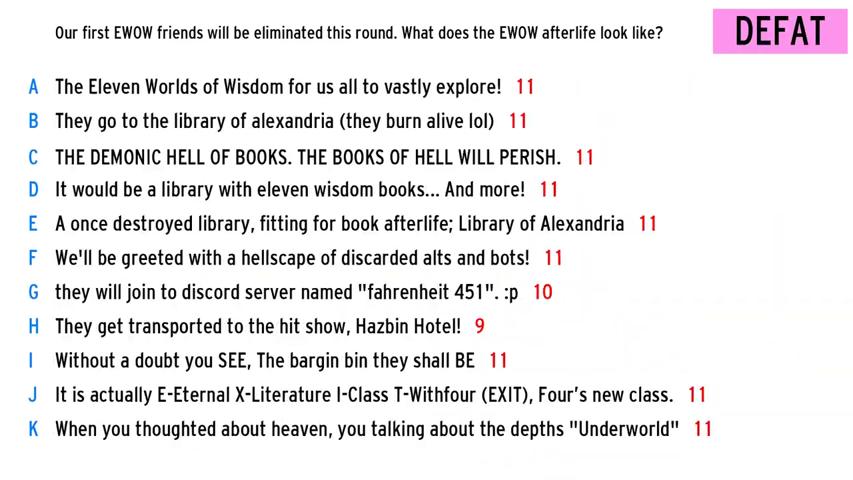 Our first EWOW friends will be eliminated this round. What does the EWOW afterlife look like?
DEFAT
A The Eleven Worlds of Wisdom for us all to vastly explore! 11
B They go to the library of alexandria (they burn alive lol) 11
C THE DEMONIC HELL OF BOOKS. THE BOOKS OF HELL WILL PERISH. 11
D It would be a library with eleven wisdom books... And more! 11
E A once destroyed library, fitting for book afterlife; Library of Alexandria 11
F We'll be greeted with a hellscape of discarded alts and bots! 11
G they will join to discord server named "fahrenheit 451". :p 10
H They get transported to the hit show, Hazbin Hotel! 9
I Without a doubt you SEE, The bargin bin they shall BE 11
J It is actually E-Eternal X-Literature I-Class T-Withfour (EXIT), Four's new class. 11
K When you thoughted about heaven, you talking about the depths "Underworld" 11